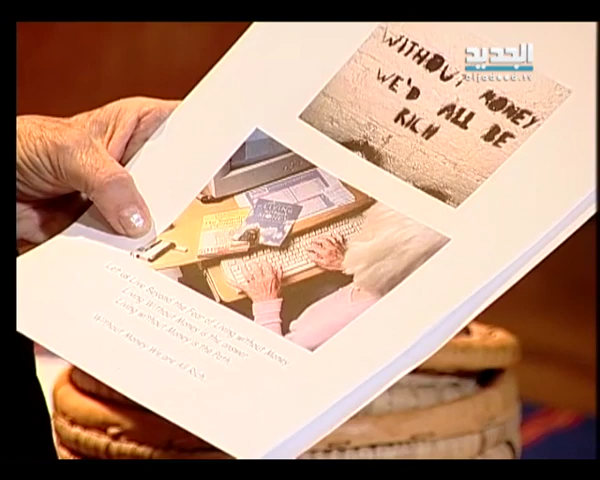 الجديد
aljadeed.tv
WITHOUT MONEY
WE'D ALL BE
RICH
Let us Live Beyond the Fear of Living without Money
Living Without Money is the answer
Living without Money is the Path.
Without Money We are All Rich.